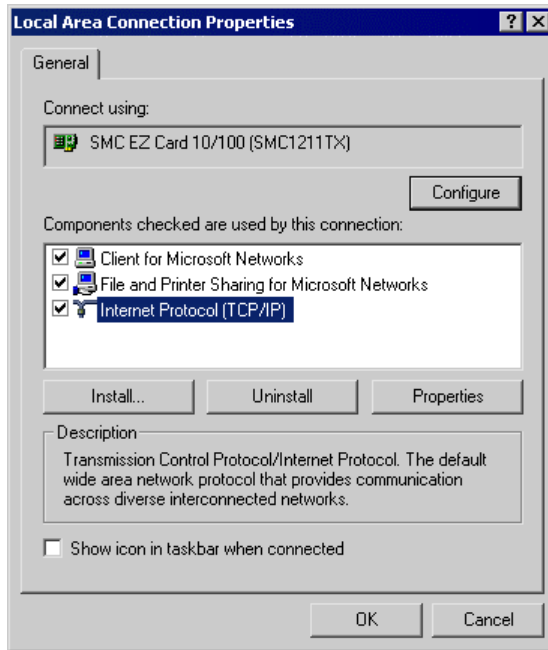 Local Area Connection Properties
General
Connect using:
SMC EZ Card 10/100 (SMC1211TX)
Configure
Components checked are used by this connection:
Client for Microsoft Networks
File and Printer Sharing for Microsoft Networks
Internet Protocol (TCP/IP)
Install...
Uninstall
Properties
Description
Transmission Control Protocol/Internet Protocol. The default
wide area network protocol that provides communication
across diverse interconnected networks.
Show icon in taskbar when connected
OK
Cancel